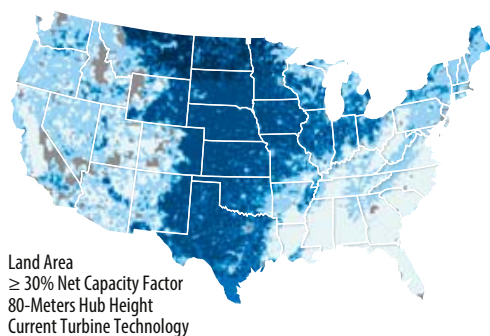 Land Area
≥ 30% Net Capacity Factor
80-Meters Hub Height
Current Turbine Technology